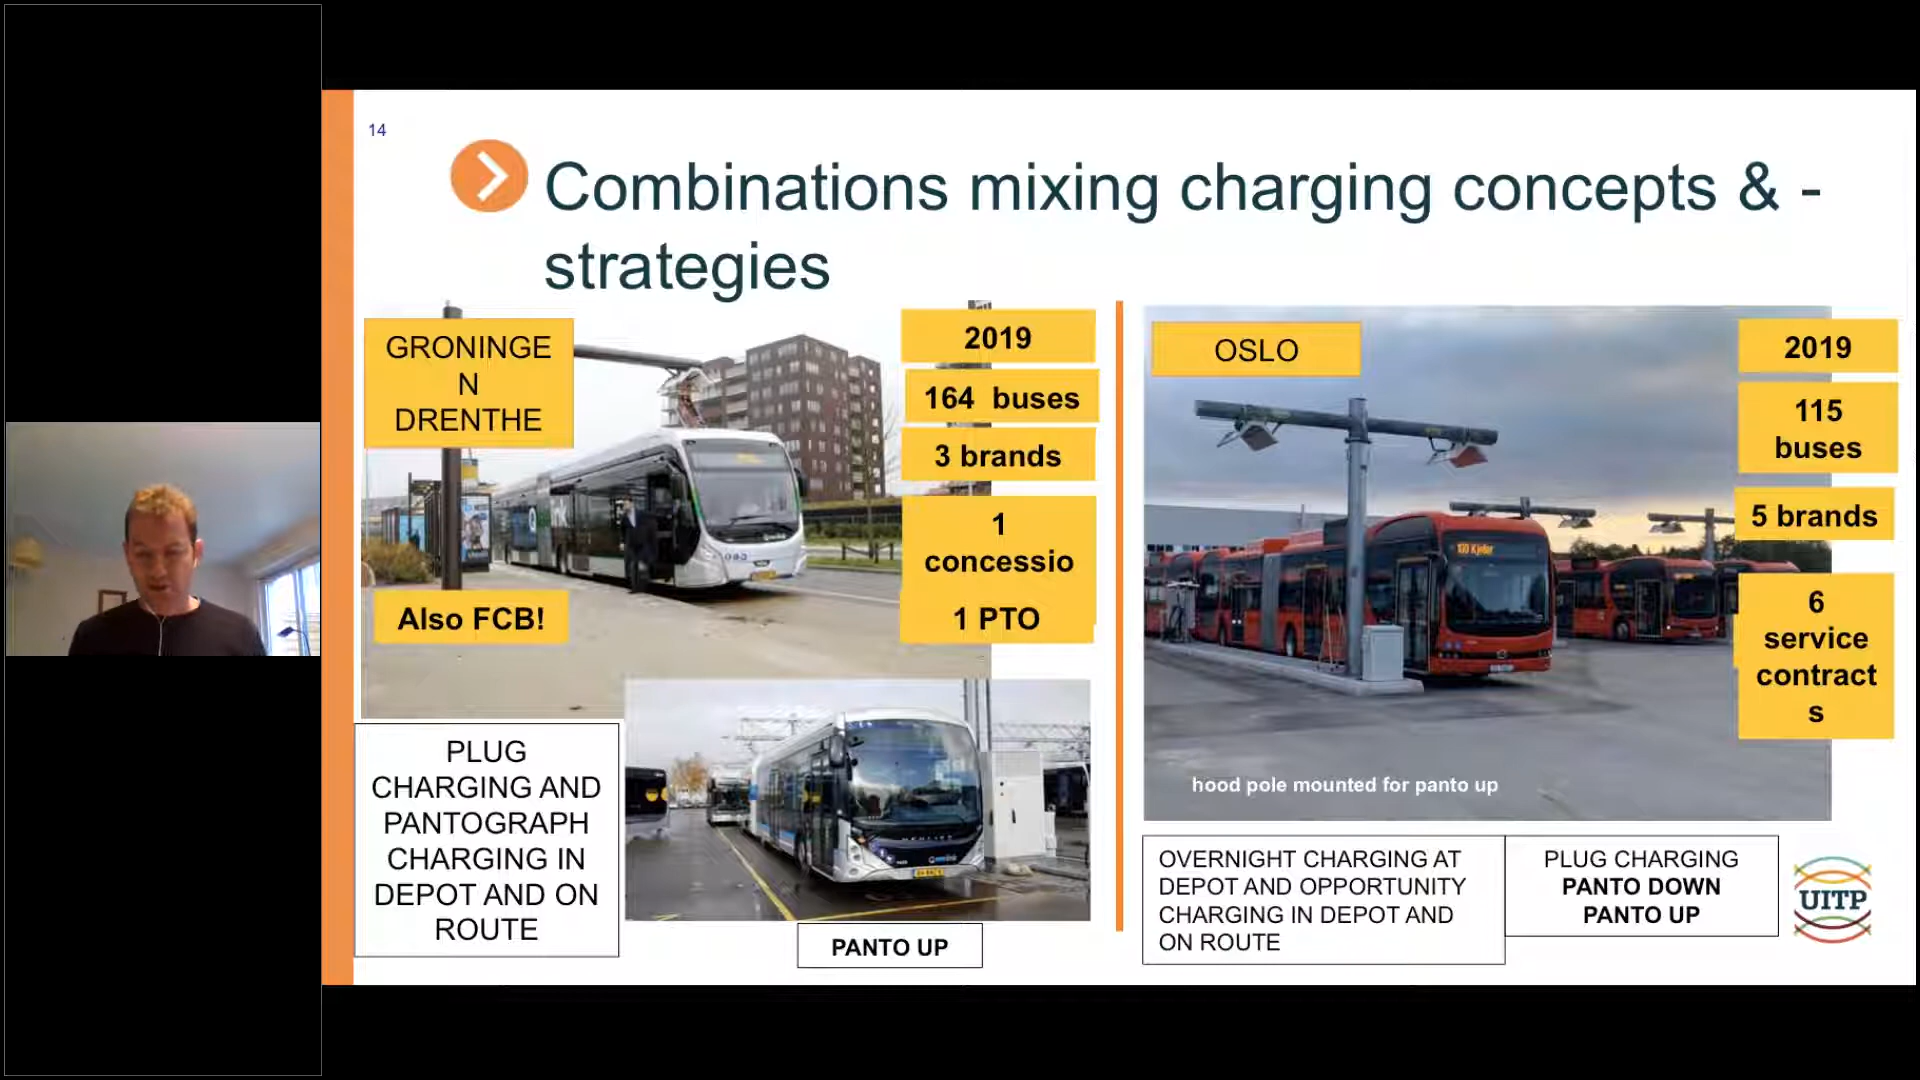 14
Combinations mixing charging concepts & -
strategies
GRONINGE
N
DRENTHE
2019
164 buses
3 brands
1
concessio
1 PTO
Also FCB!
PLUG
CHARGING AND
PANTOGRAPH
CHARGING IN
DEPOT AND ON
ROUTE
PANTO UP
OSLO
2019
115
buses
5 brands
6
service
contract
s
hood pole mounted for panto up
OVERNIGHT CHARGING AT
DEPOT AND OPPORTUNITY
CHARGING IN DEPOT AND
ON ROUTE
PLUG CHARGING
PANTO DOWN
PANTO UP
UITP